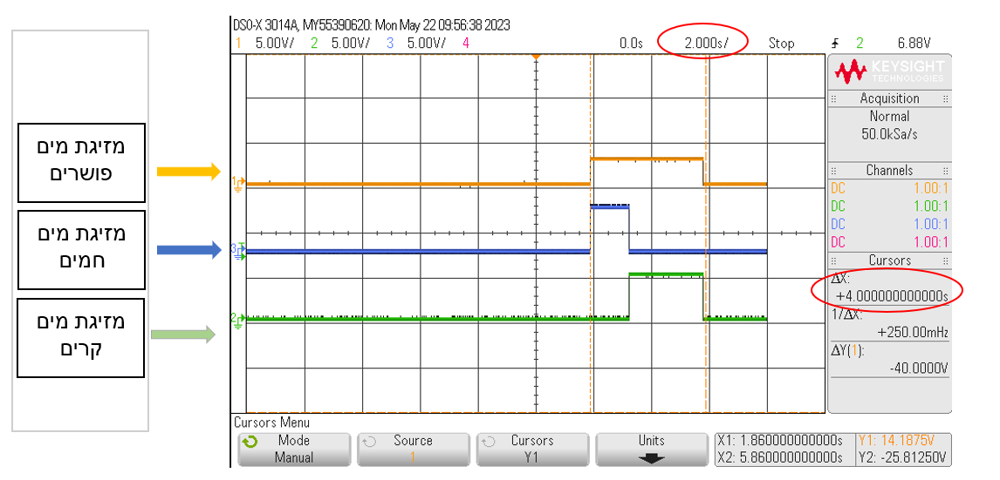 DSO-X 3014A, MY55390620: Mon May 22 09:56:38 2023
1 5.00V/ 2 5.00V/ 3 5.00V/ 4 0.0s 2.000s/ Stop 2 6.88V
מזיגת מים
פושרים
מזיגת מים
חמים
מזיגת מים
קרים
1
3
2
KEYSIGHT
TECHNOLOGIES
Acquisition
Normal
50.0kSa/s
Channels
DC 1.00:1
DC 1.00:1
DC 1.00:1
DC 1.00:1
Cursors
ΔX:
+4.000000000000s
1/ΔX:
+250.00mHz
ΔY(1):
-40.0000V
Cursors Menu
Mode
Manual
Source
1
Cursors
Y1
Units
X1: 1.860000000000s
X2: 5.860000000000s
Y1: 14.1875V
Y2: -25.81250V